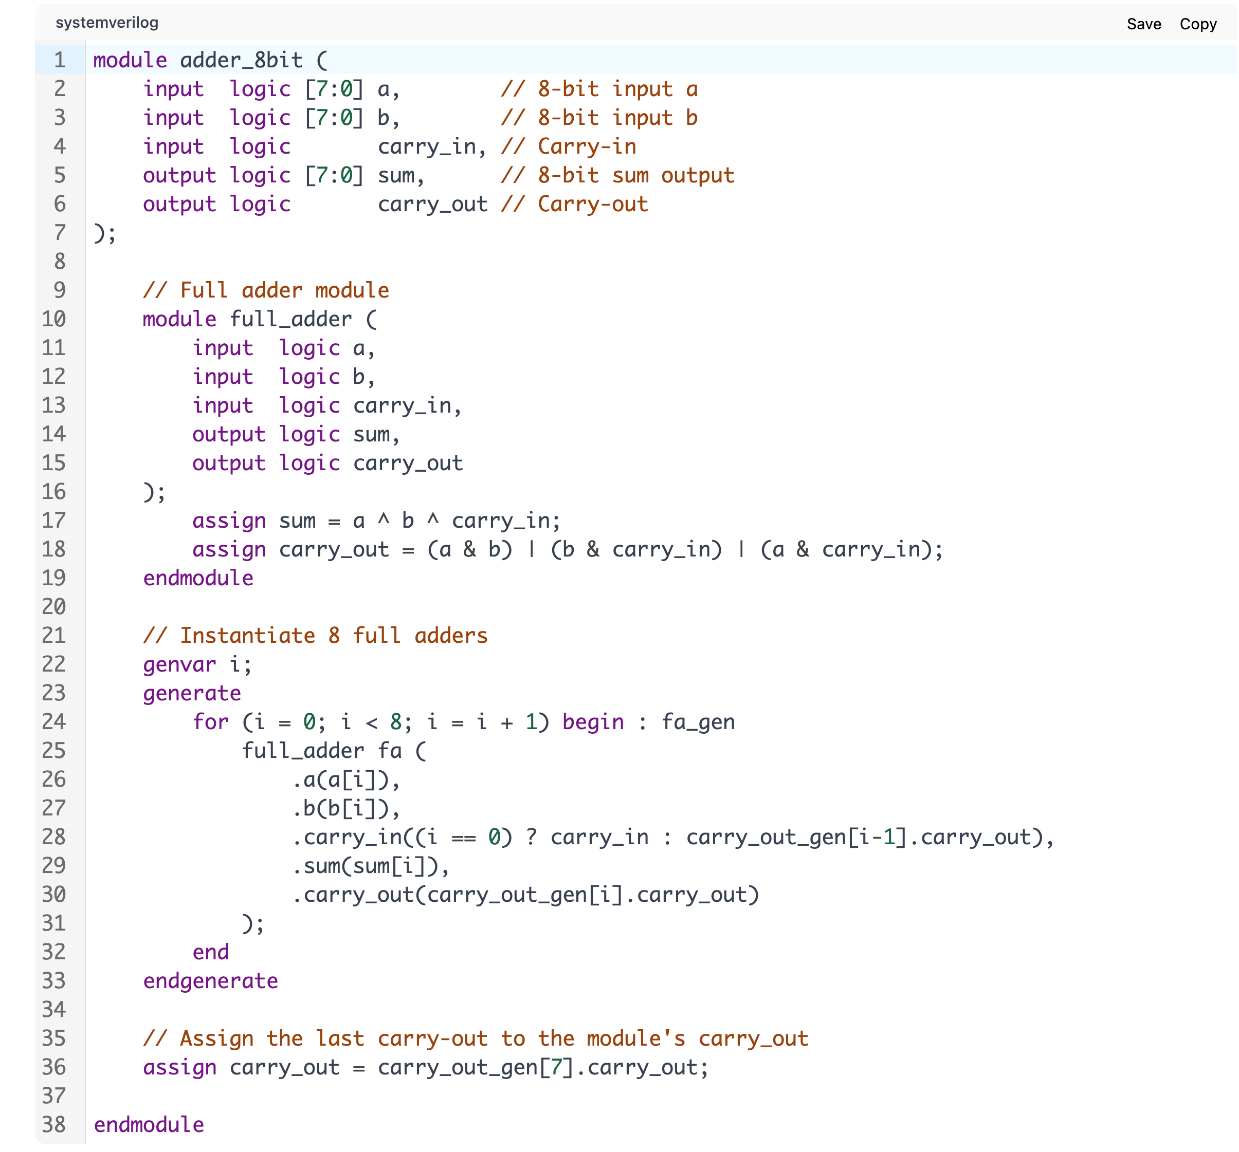 systemverilog
Save Copy
1 module adder_8bit (
2     input  logic [7:0] a,        // 8-bit input a
3     input  logic [7:0] b,        // 8-bit input b
4     input  logic       carry_in, // Carry-in
5     output logic [7:0] sum,      // 8-bit sum output
6     output logic       carry_out // Carry-out
7 );
8
9     // Full adder module
10     module full_adder (
11         input  logic a,
12         input  logic b,
13         input  logic carry_in,
14         output logic sum,
15         output logic carry_out
16     );
17         assign sum = a ^ b ^ carry_in;
18         assign carry_out = (a & b) | (b & carry_in) | (a & carry_in);
19     endmodule
20
21     // Instantiate 8 full adders
22     genvar i;
23     generate
24         for (i = 0; i < 8; i = i + 1) begin : fa_gen
25             full_adder fa (
26                 .a(a[i]),
27                 .b(b[i]),
28                 .carry_in((i == 0) ? carry_in : carry_out_gen[i-1].carry_out),
29                 .sum(sum[i]),
30                 .carry_out(carry_out_gen[i].carry_out)
31             );
32         end
33     endgenerate
34
35     // Assign the last carry-out to the module's carry_out
36     assign carry_out = carry_out_gen[7].carry_out;
37
38 endmodule